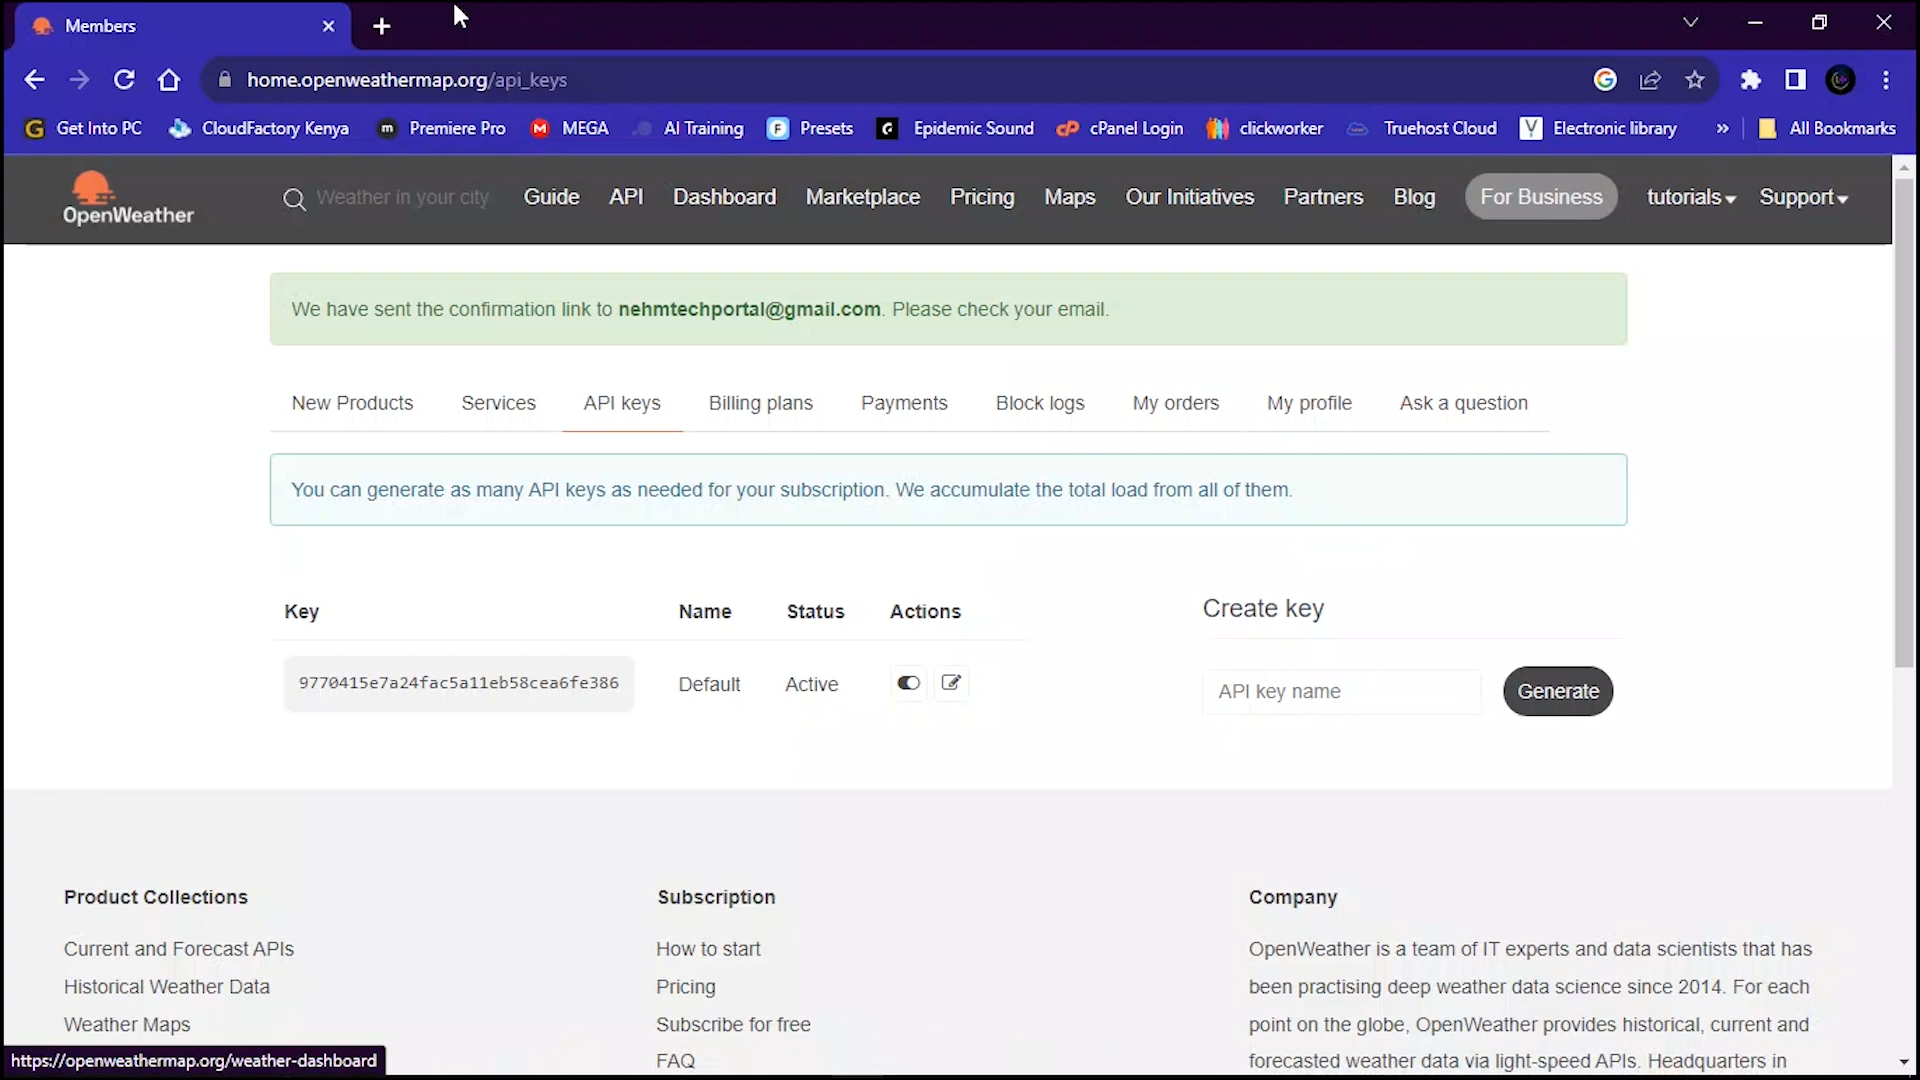 Members
home.openweathermap.org/api_keys
Get Into PC
CloudFactory Kenya
Premiere Pro
MEGA
AI Training
Presets
Epidemic Sound
cPanel Login
clickworker
Truehost Cloud
Electronic library
»
All Bookmarks
OpenWeather
Weather in your city
Guide
API
Dashboard
Marketplace
Pricing
Maps
Our Initiatives
Partners
Blog
For Business
tutorials
Support
We have sent the confirmation link to nehmtechportal@gmail.com. Please check your email.
New Products
Services
API keys
Billing plans
Payments
Block logs
My orders
My profile
Ask a question
You can generate as many API keys as needed for your subscription. We accumulate the total load from all of them.
Key
Name
Status
Actions
9770415e7a24fac5a11eb58cea6fe386
Default
Active
Create key
API key name
Generate
Product Collections
Current and Forecast APIs
Historical Weather Data
Weather Maps
Subscription
How to start
Pricing
Subscribe for free
FAQ
Company
OpenWeather is a team of IT experts and data scientists that has
been practising deep weather data science since 2014. For each
point on the globe, OpenWeather provides historical, current and
forecasted weather data via light-speed APIs. Headquarters in
https://openweathermap.org/weather-dashboard